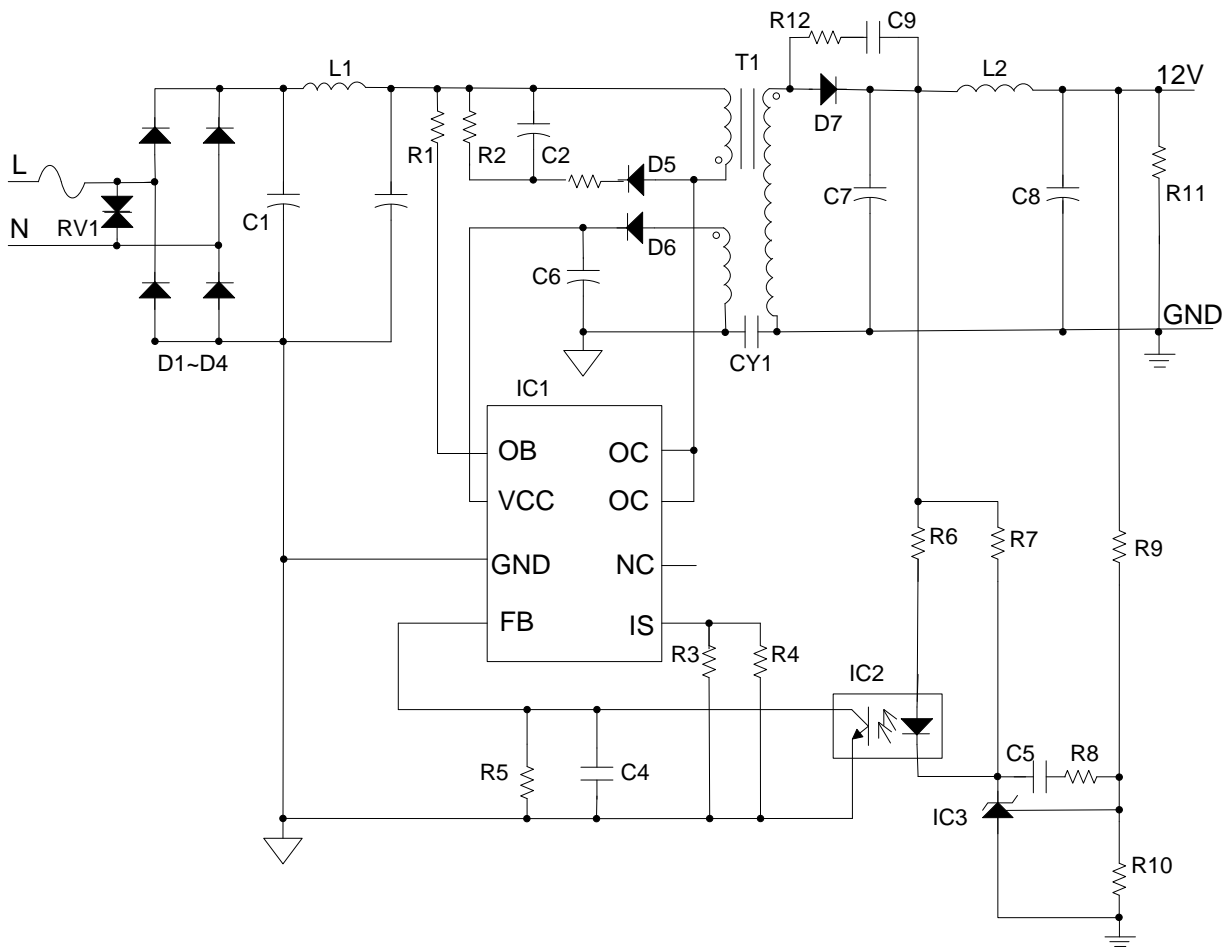 R12
C9
T1
L1
L2
12V
D7
R1
R2
C2
D5
L
C1
C7
C8
R11
RV1
N
D6
C6
GND
D1~D4
CY1
IC1
OB
OC
VCC
OC
R6
R7
R9
GND
NC
FB
IS
R3
R4
IC2
R5
C4
C5
R8
IC3
R10